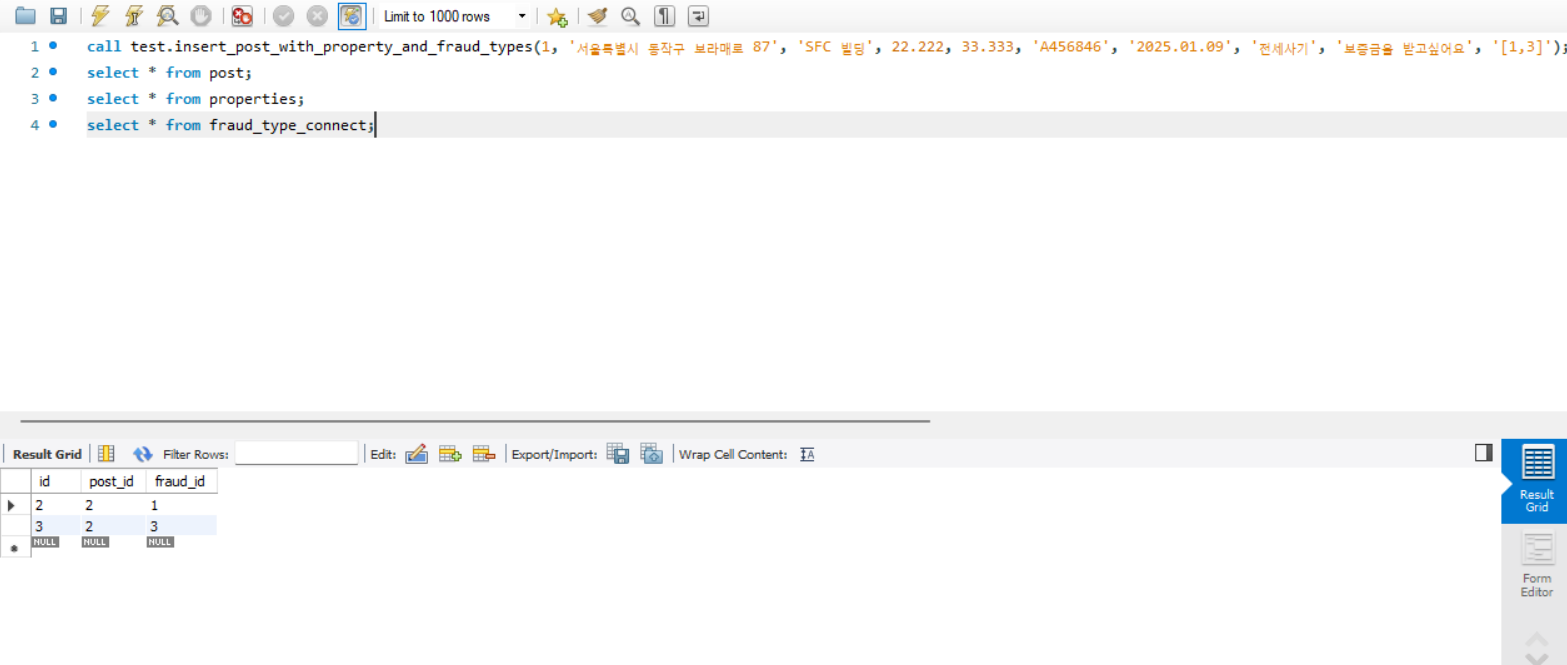 Limit to 1000 rows
1 call test.insert_post_with_property_and_fraud_types(1, '서울특별시 동작구 보라매로 87', 'SFC 빌딩', 22.222, 33.333, 'A456846', '2025.01.09', '전세사기', '보증금을 받고싶어요', '[1,3]');
2 select * from post;
3 select * from properties;
4 select * from fraud_type_connect;
Result Grid Filter Rows: Edit: Export/Import: Wrap Cell Content:
id post_id fraud_id
2 2 1
3 2 3
NULL NULL NULL
Result
Grid
Form
Editor